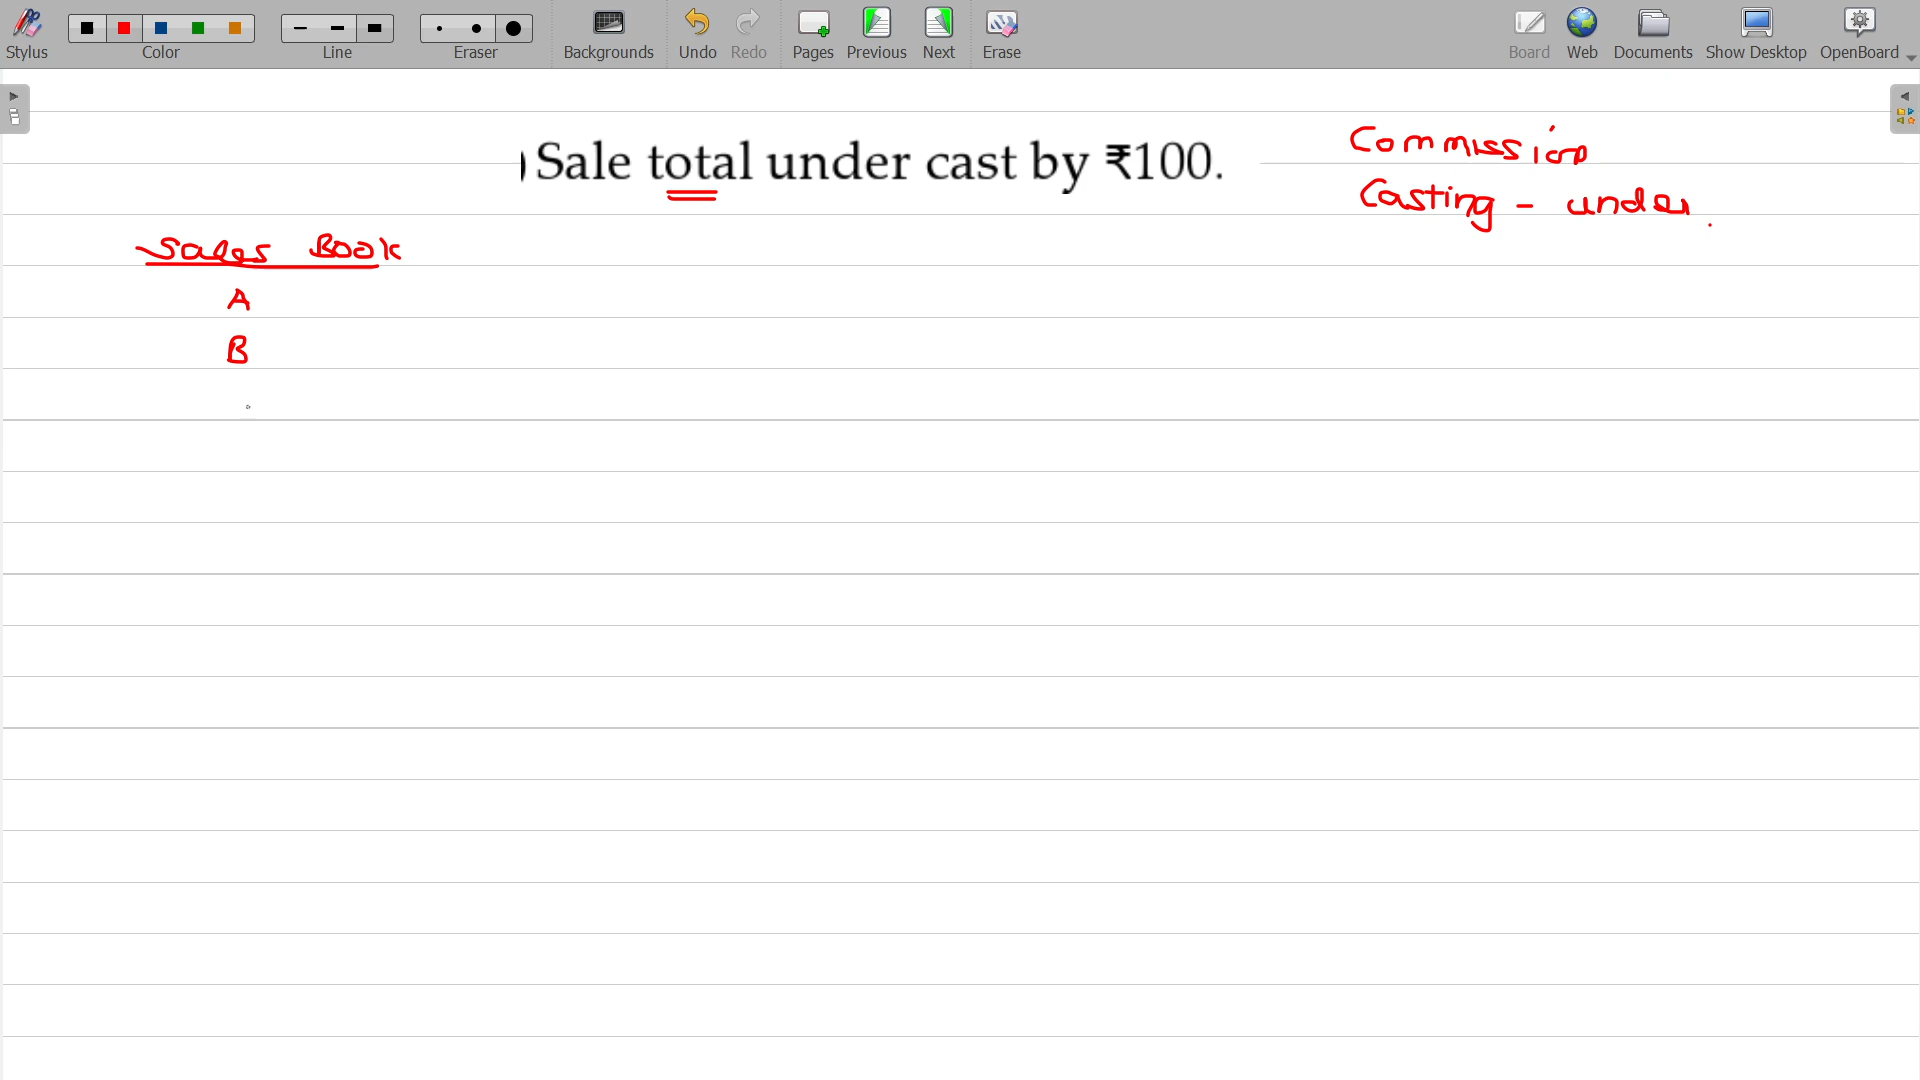 Stylus Color Line Eraser Backgrounds Undo Redo Pages Previous Next Erase Board Web Documents Show Desktop OpenBoard
) Sale total under cast by ₹100.
Commission
Casting - under.
Sales Book
A
B